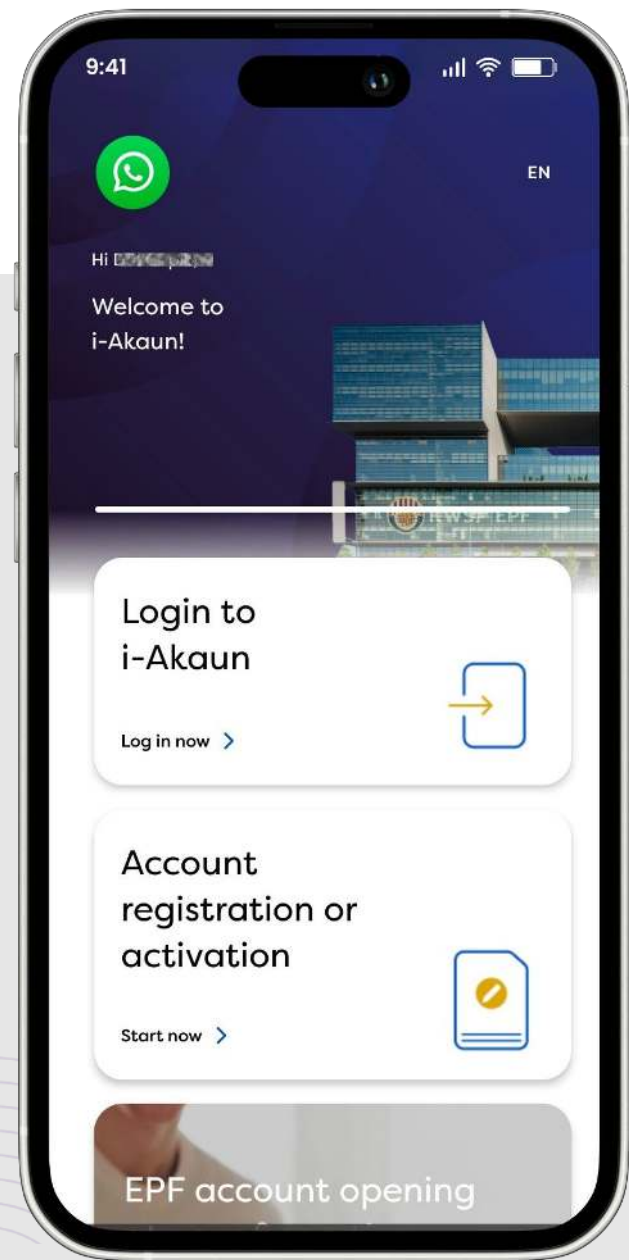 9:41
EN
Hi
Welcome to
i-Akaun!
KWSP EPF
Login to
i-Akaun
Log in now
Account
registration or
activation
Start now
EPF account opening